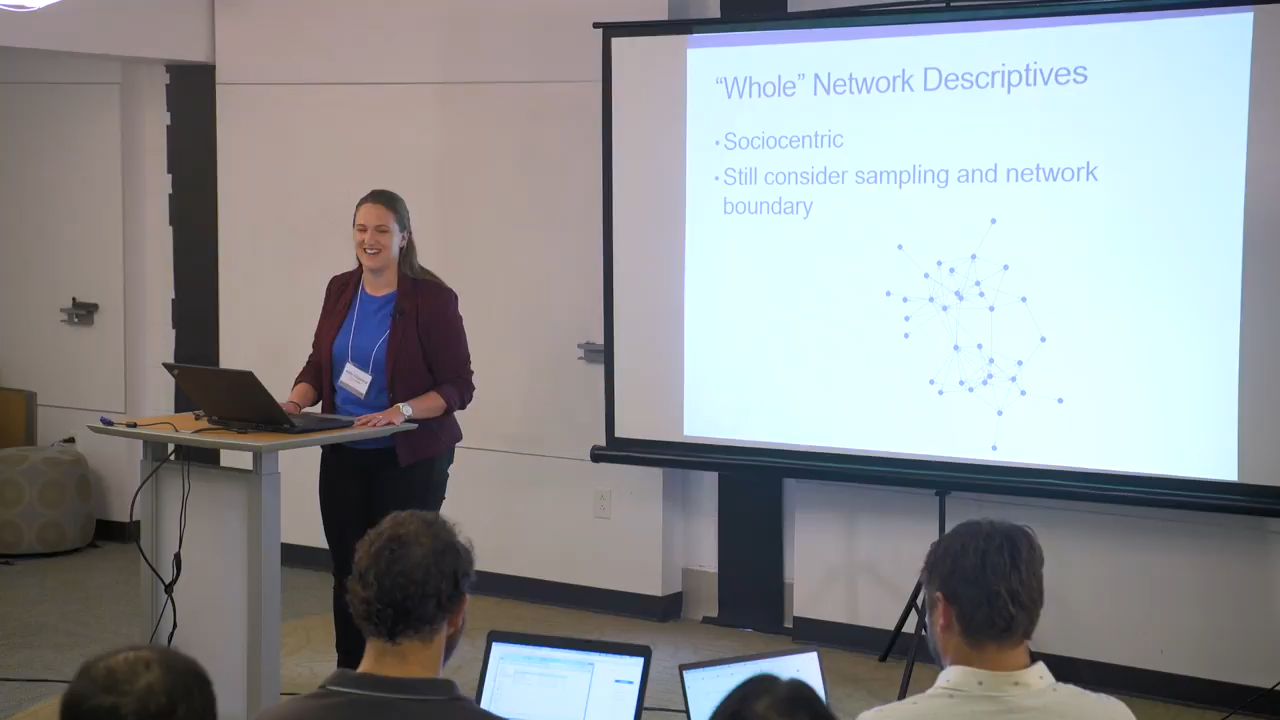 “Whole” Network Descriptives
•Sociocentric
•Still consider sampling and network
boundary